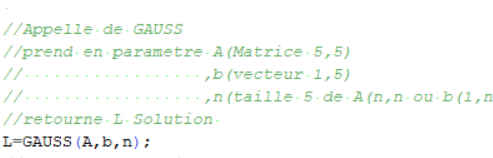 //Appelle de GAUSS
//prend en parametre A(Matrice 5,5)
//..................,b(vecteur 1,5)
//..................,n(taille 5 de A(n,n ou b(1,n
//retourne L Solution
L=GAUSS(A,b,n);